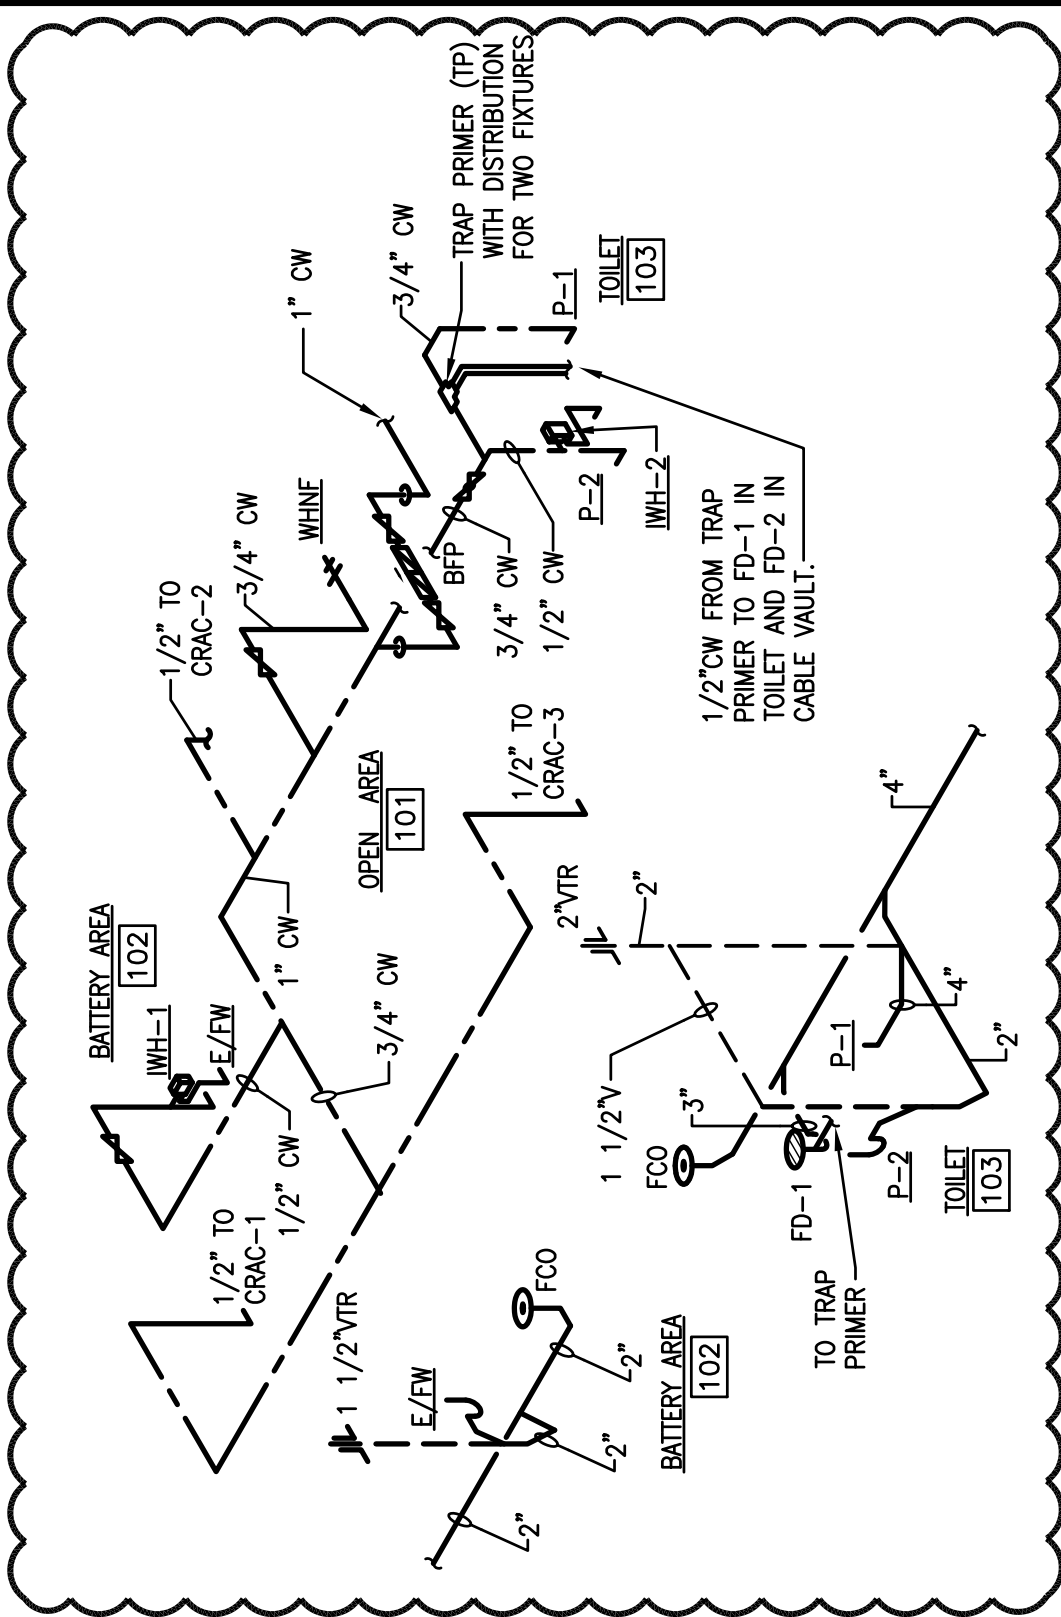 TRAP PRIMER (TP)
WITH DISTRIBUTION
FOR TWO FIXTURES
1" CW
3/4" CW
P-1
TOILET
103
1/2" TO
CRAC-2
3/4" CW
WHNF
BFP
3/4" CW
1/2" CW
P-2
IWH-2
1/2"CW FROM TRAP
PRIMER TO FD-1 IN
TOILET AND FD-2 IN
CABLE VAULT.
BATTERY AREA
102
IWH-1
E/FW
1" CW
OPEN AREA
101
1/2" TO
CRAC-3
3/4" CW
1/2" CW
1/2" TO
CRAC-1
1 1/2"VTR
E/FW
FCO
2"
2"
2"
BATTERY AREA
102
2"VTR
2"
4"
1 1/2"V
3"
FCO
FD-1
P-1
4"
2"
P-2
TOILET
103
TO TRAP
PRIMER